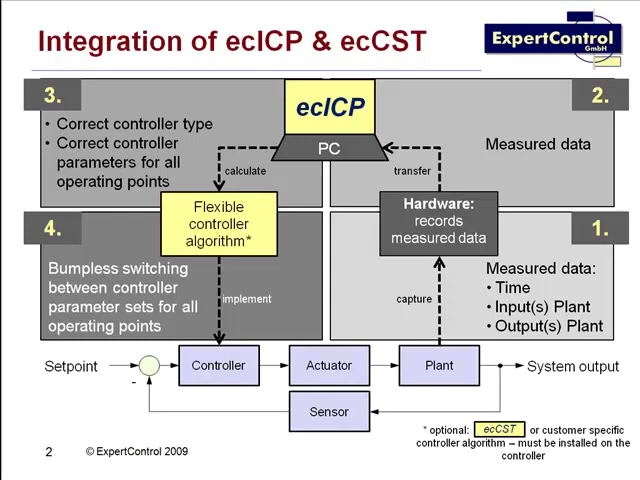 Integration of ecICP & ecCST
ExpertControl
GmbH
3.
• Correct controller type
• Correct controller
parameters for all
operating points
ecICP
PC
2.
Measured data
calculate
transfer
Flexible
controller
algorithm*
Hardware:
records
measured data
4.
Bumpless switching
between controller
parameter sets for all
operating points
implement
capture
1.
Measured data:
• Time
• Input(s) Plant
• Output(s) Plant
Setpoint
-
Controller
Actuator
Plant
System output
Sensor
* optional: ecCST or customer specific
controller algorithm – must be installed on the
controller
2
© ExpertControl 2009